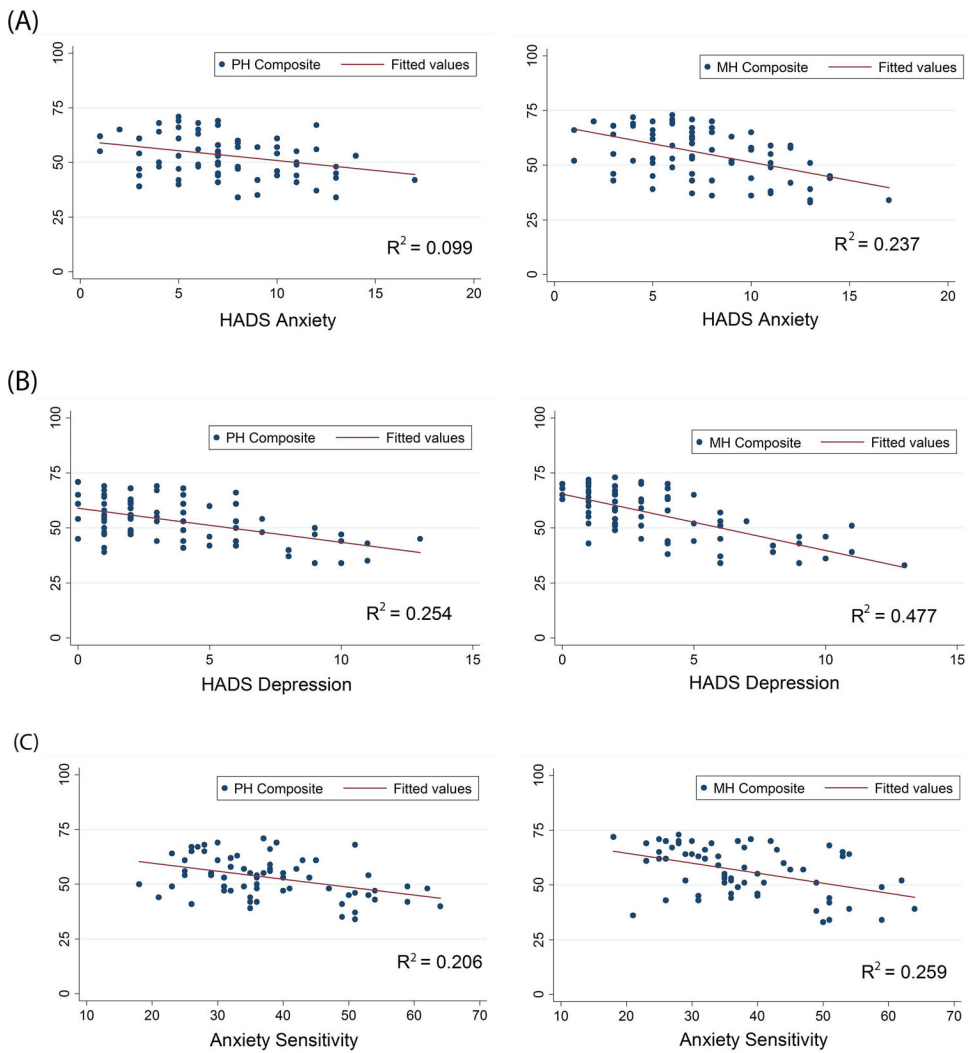 (A)
100
75
50
25
0
PH Composite Fitted values
R² = 0.099
0 5 10 15 20
HADS Anxiety
100
75
50
25
0
MH Composite Fitted values
R² = 0.237
0 5 10 15 20
HADS Anxiety
(B)
100
75
50
25
0
PH Composite Fitted values
R² = 0.254
0 5 10 15
HADS Depression
100
75
50
25
0
MH Composite Fitted values
R² = 0.477
0 5 10 15
HADS Depression
(C)
100
75
50
25
0
PH Composite Fitted values
R² = 0.206
10 20 30 40 50 60 70
Anxiety Sensitivity
100
75
50
25
0
MH Composite Fitted values
R² = 0.259
10 20 30 40 50 60 70
Anxiety Sensitivity